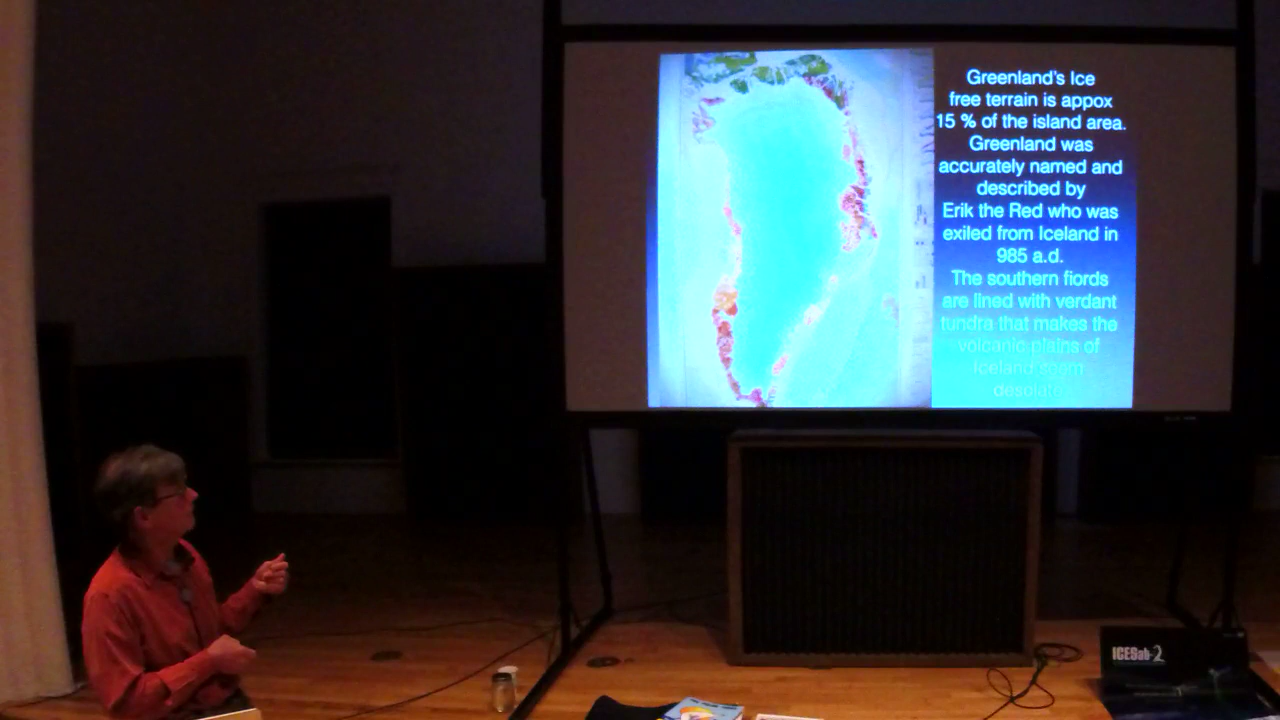 Greenland's Ice
free terrain is appox
15 % of the island area.
Greenland was
accurately named and
described by
Erik the Red who was
exiled from Iceland in
985 a.d.
The southern fiords
are lined with verdant
tundra that makes the
volcanic plains of
Iceland seem
desolate.
ICESat-2